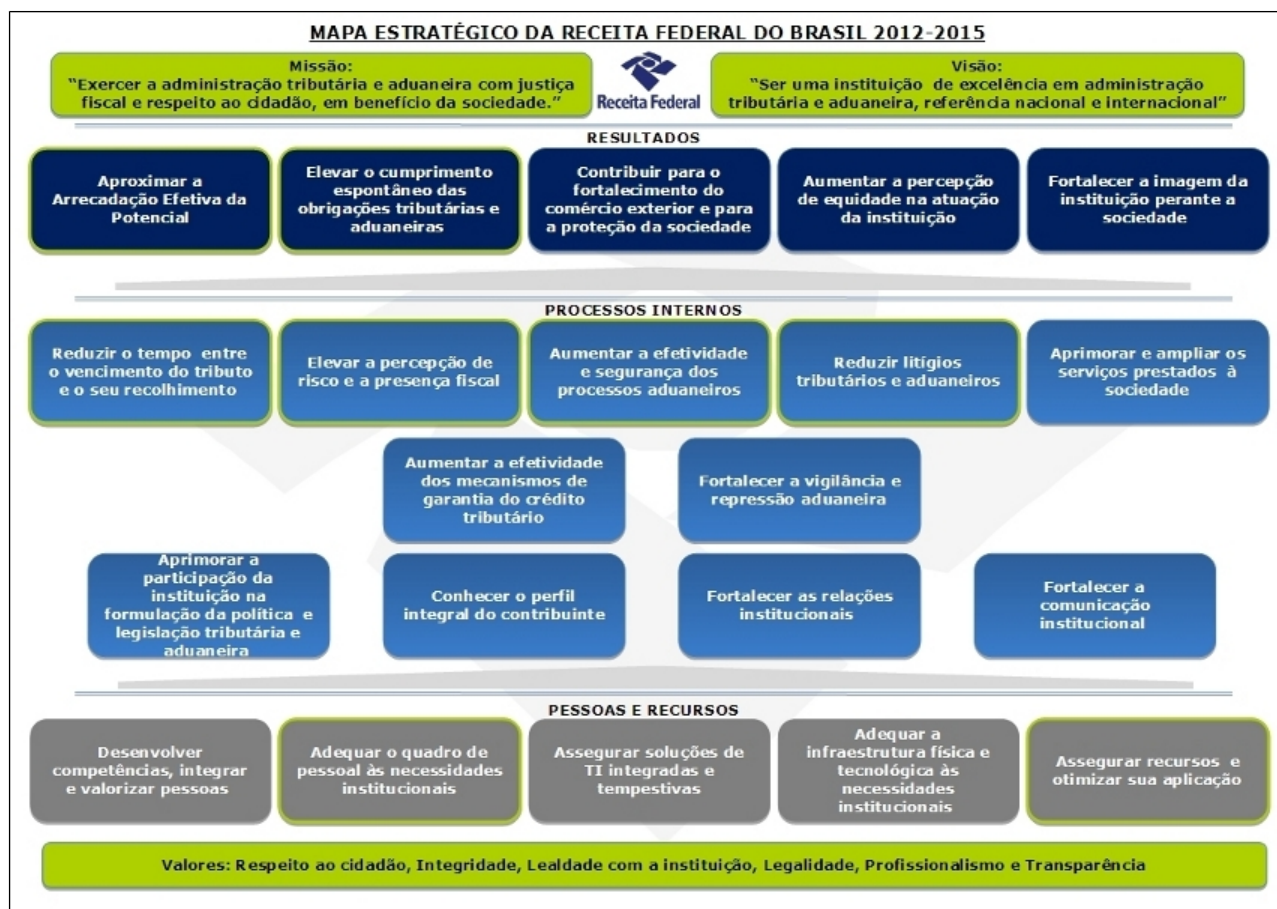 MAPA ESTRATÉGICO DA RECEITA FEDERAL DO BRASIL 2012-2015
Missão:
"Exercer a administração tributária e aduaneira com justiça
fiscal e respeito ao cidadão, em benefício da sociedade."
Receita Federal
Visão:
"Ser uma instituição de excelência em administração
tributária e aduaneira, referência nacional e internacional"
RESULTADOS
Aproximar a
Arrecadação Efetiva da
Potencial
Elevar o cumprimento
espontâneo das
obrigações tributárias e
aduaneiras
Contribuir para o
fortalecimento do
comércio exterior e para
a proteção da sociedade
Aumentar a percepção
de equidade na atuação
da instituição
Fortalecer a imagem da
instituição perante a
sociedade
PROCESSOS INTERNOS
Reduzir o tempo entre
o vencimento do tributo
e o seu recolhimento
Elevar a percepção de
risco e a presença fiscal
Aumentar a efetividade
e segurança dos
processos aduaneiros
Reduzir litígios
tributários e aduaneiros
Aprimorar e ampliar os
serviços prestados à
sociedade
Aumentar a efetividade
dos mecanismos de
garantia do crédito
tributário
Fortalecer a vigilância e
repressão aduaneira
Aprimorar a
participação da
instituição na
formulação da política e
legislação tributária e
aduaneira
Conhecer o perfil
integral do contribuinte
Fortalecer as relações
institucionais
Fortalecer a
comunicação
institucional
PESSOAS E RECURSOS
Desenvolver
competências, integrar
e valorizar pessoas
Adequar o quadro de
pessoal às necessidades
institucionais
Assegurar soluções de
TI integradas e
tempestivas
Adequar a
infraestrutura física e
tecnológica às
necessidades
institucionais
Assegurar recursos e
otimizar sua aplicação
Valores: Respeito ao cidadão, Integridade, Lealdade com a instituição, Legalidade, Profissionalismo e Transparência